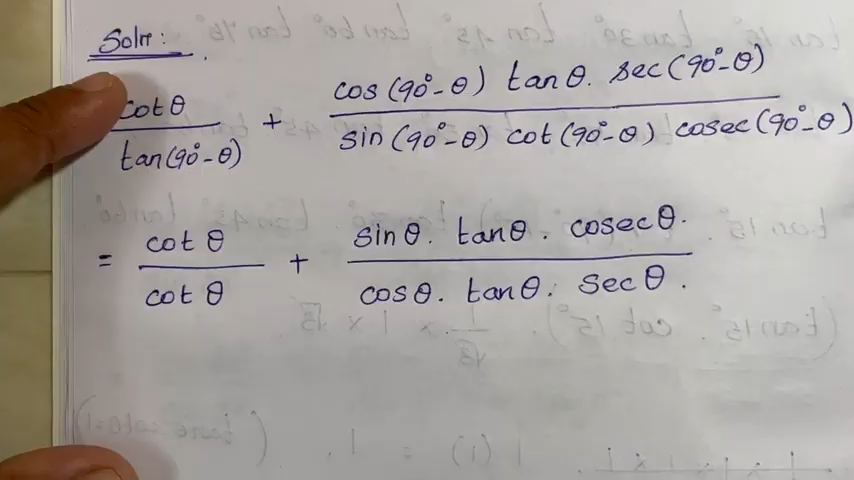 Soln:
cotθ / tan(90°-θ) + cos(90°-θ) tanθ. sec(90°-θ) / sin(90°-θ) cot(90°-θ) cosec(90°-θ)
= cotθ / cotθ + sinθ. tanθ. cosecθ. / cosθ. tanθ. secθ.